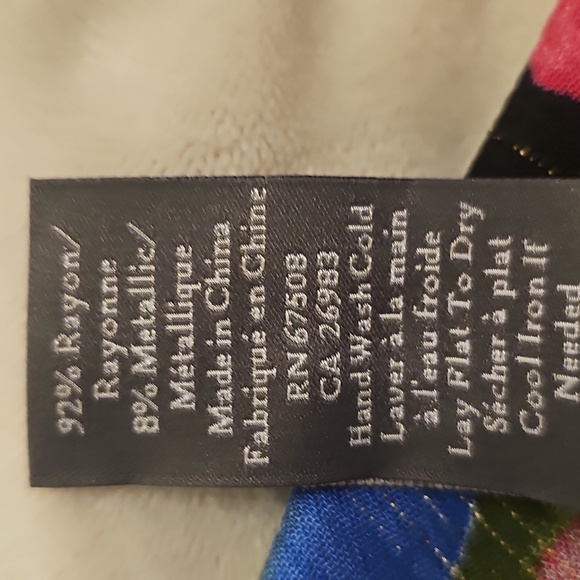 92% Rayon/
Rayonne
8% Metallic/
Métallique
Made in China
Fabriqué en Chine
RN 67508
CA 26983
Hand Wash Cold
Laver à la main
à l'eau froide
Lay Flat To Dry
Sécher à plat
Cool Iron If
Needed